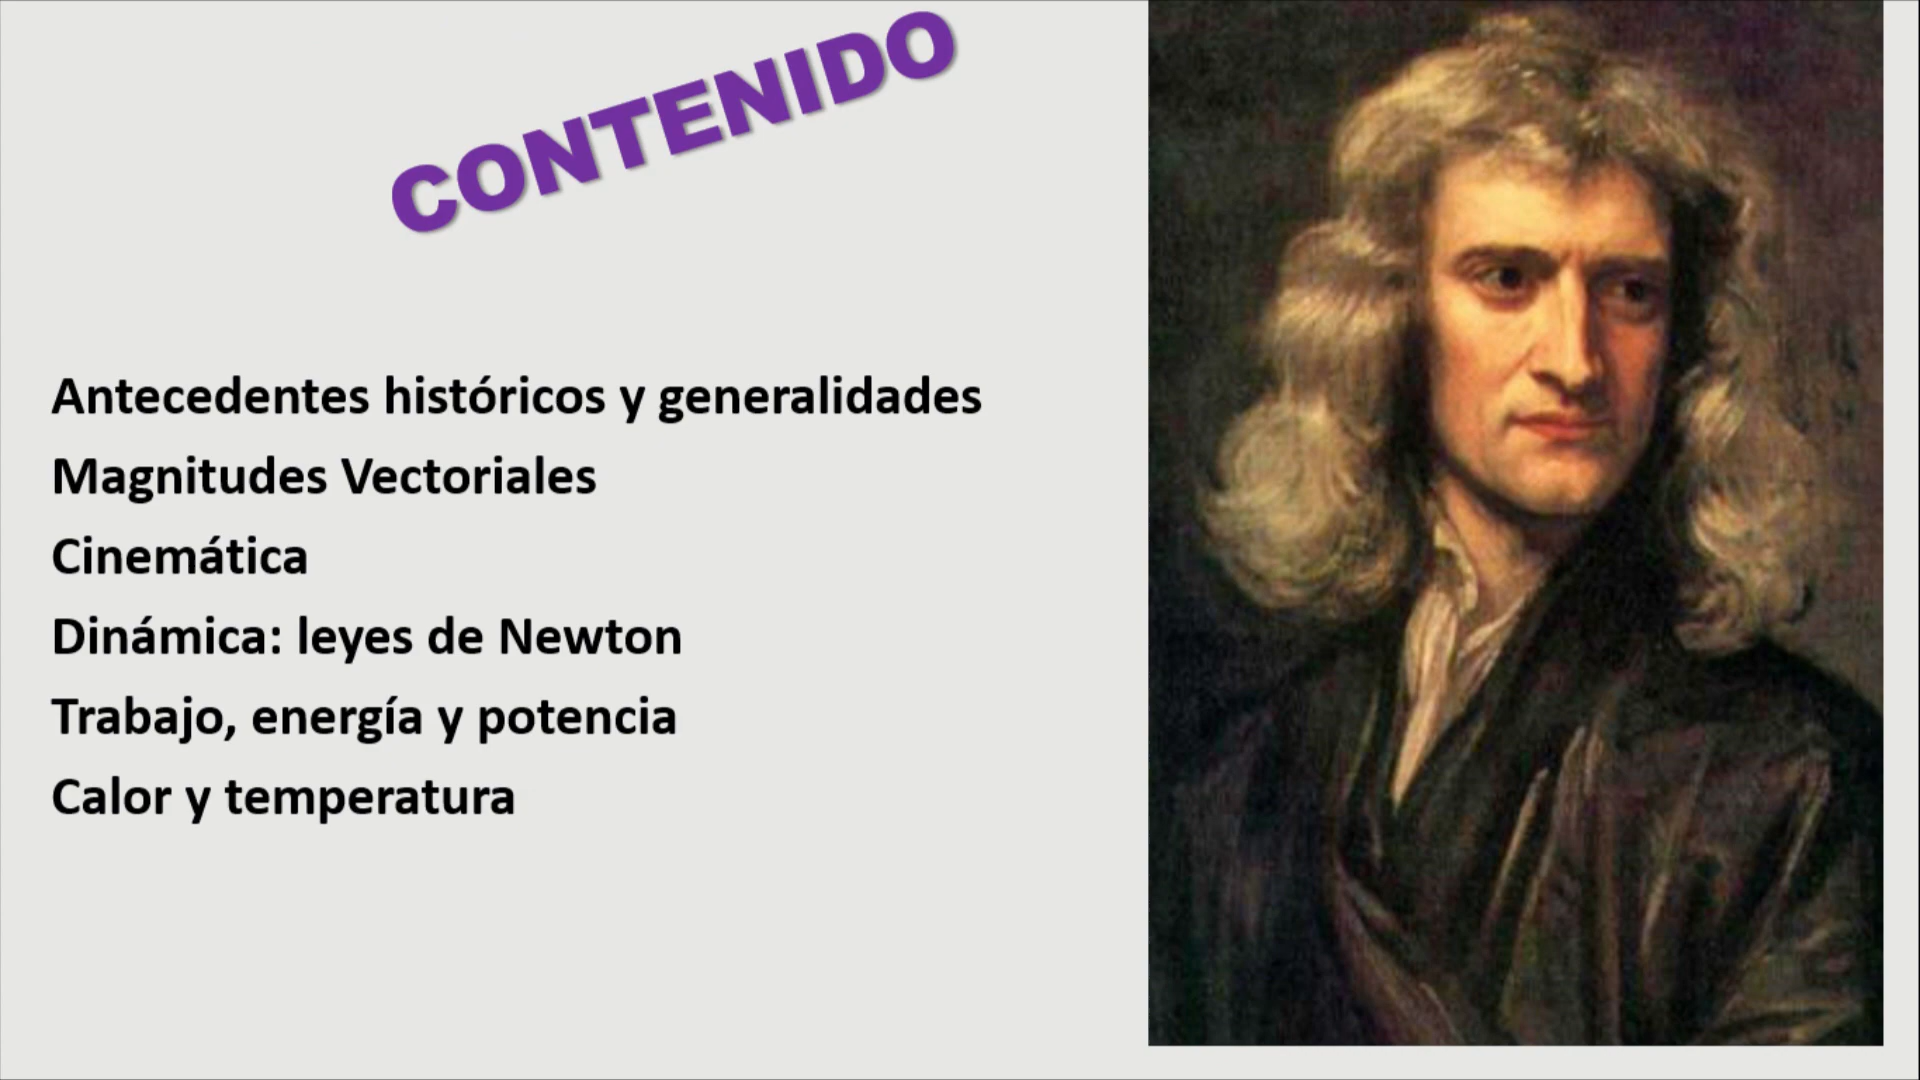 CONTENIDO
Antecedentes históricos y generalidades
Magnitudes Vectoriales
Cinemática
Dinámica: leyes de Newton
Trabajo, energía y potencia
Calor y temperatura